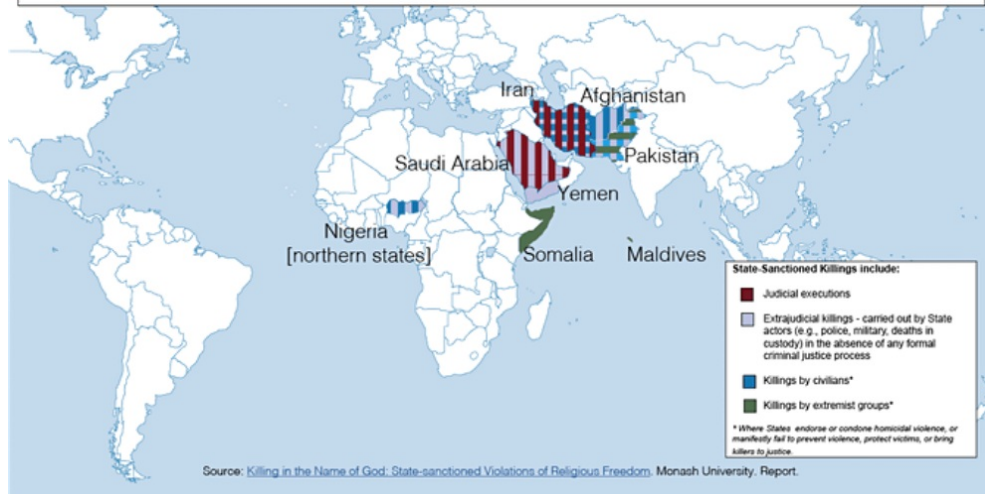 Iran
Afghanistan
Saudi Arabia
Pakistan
Yemen
Nigeria
[northern states]
Somalia
Maldives
State-Sanctioned Killings include:
Judicial executions
Extrajudicial killings - carried out by State
actors (e.g., police, military, deaths in
custody) in the absence of any formal
criminal justice process
Killings by civilians*
Killings by extremist groups*
* Where States endorse or condone homicidal violence, or
manifestly fail to prevent violence, protect victims, or bring
killers to justice.
Source: Killing in the Name of God: State-sanctioned Violations of Religious Freedom. Monash University. Report.